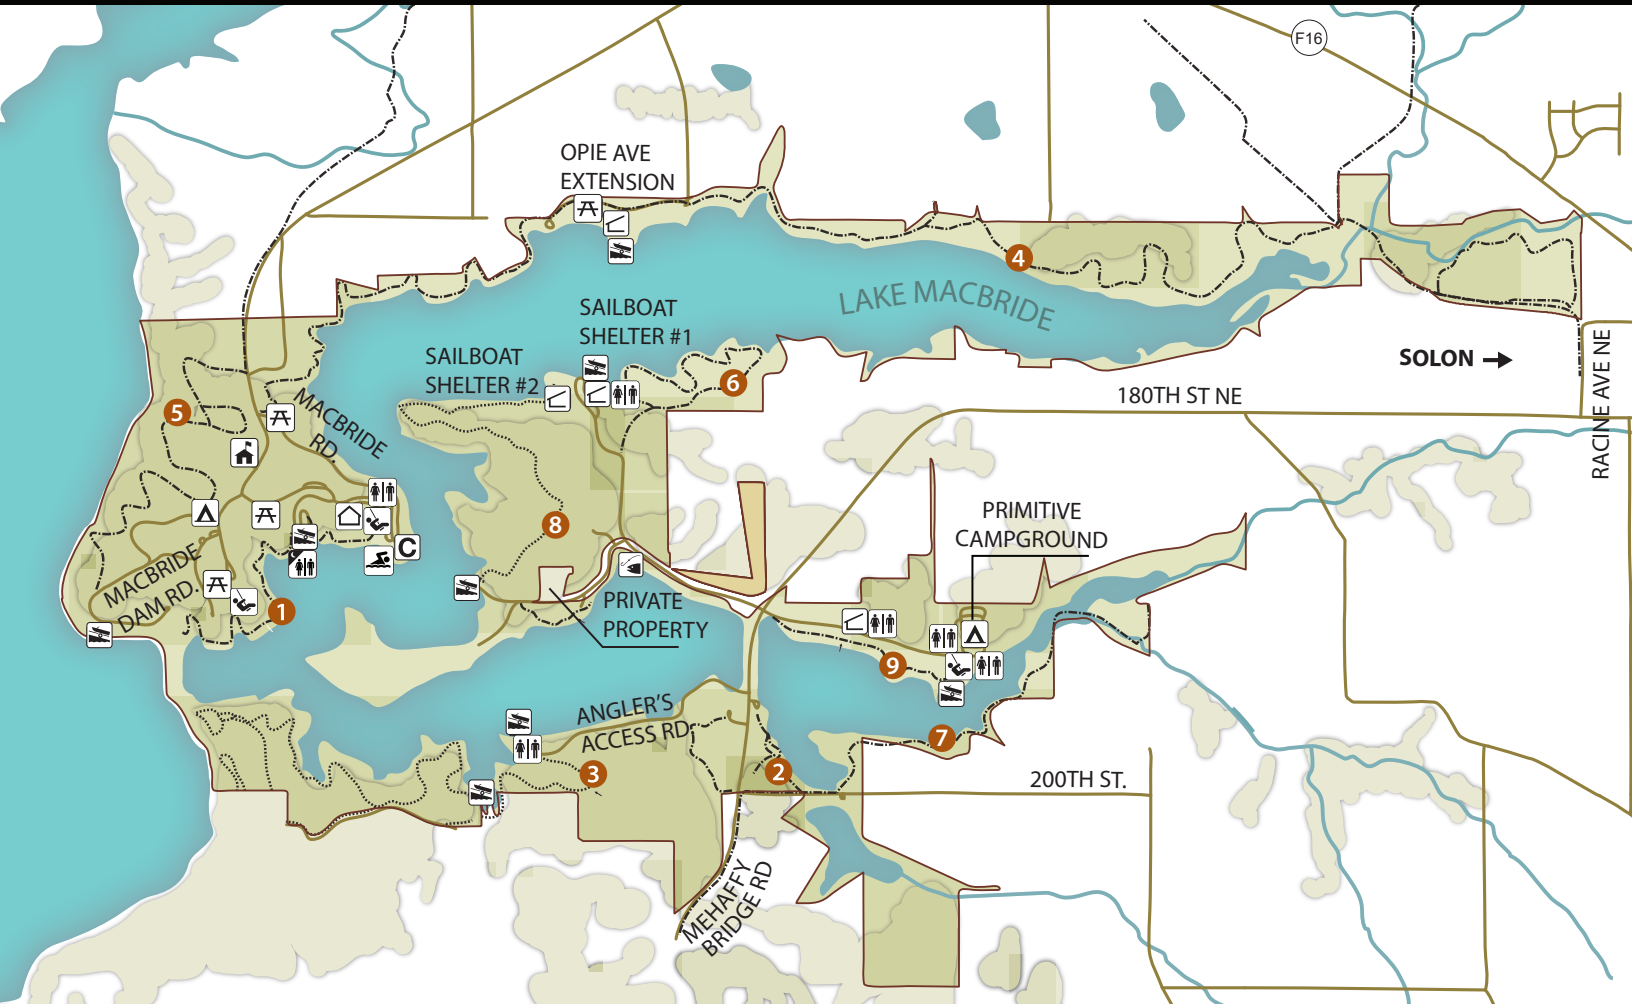 F16
OPIE AVE
EXTENSION
4
LAKE MACBRIDE
SAILBOAT
SHELTER #1
SAILBOAT
SHELTER #2
6
SOLON
RACINE AVE NE
180TH ST NE
5
MACBRIDE
RD.
8
PRIMITIVE
CAMPGROUND
C
MACBRIDE
DAM RD.
1
PRIVATE
PROPERTY
9
ANGLER'S
ACCESS RD
7
3
2
200TH ST.
MEHAFFY
BRIDGE RD